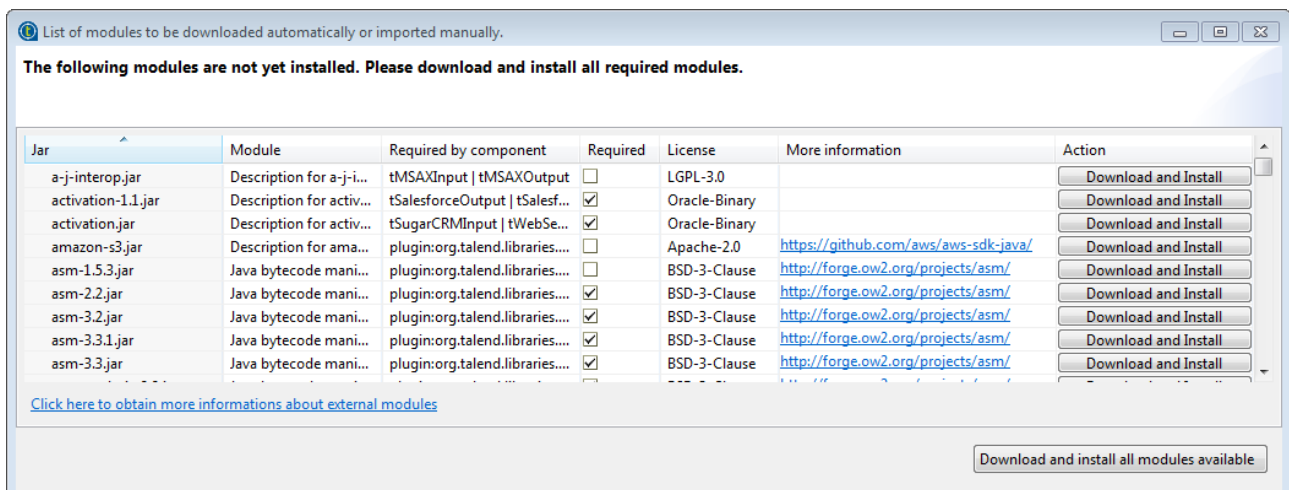 List of modules to be downloaded automatically or imported manually.
The following modules are not yet installed. Please download and install all required modules.
Jar Module Required by component Required License More information Action
a-j-interop.jar Description for a-j-i... tMSAXInput | tMSAXOutput LGPL-3.0 Download and Install
activation-1.1.jar Description for activ... tSalesforceOutput | tSalesf... Oracle-Binary Download and Install
activation.jar Description for activ... tSugarCRMInput | tWebSe... Oracle-Binary Download and Install
amazon-s3.jar Description for ama... plugin:org.talend.libraries.... Apache-2.0 https://github.com/aws/aws-sdk-java/ Download and Install
asm-1.5.3.jar Java bytecode mani... plugin:org.talend.libraries.... BSD-3-Clause http://forge.ow2.org/projects/asm/ Download and Install
asm-2.2.jar Java bytecode mani... plugin:org.talend.libraries.... BSD-3-Clause http://forge.ow2.org/projects/asm/ Download and Install
asm-3.2.jar Java bytecode mani... plugin:org.talend.libraries.... BSD-3-Clause http://forge.ow2.org/projects/asm/ Download and Install
asm-3.3.1.jar Java bytecode mani... plugin:org.talend.libraries.... BSD-3-Clause http://forge.ow2.org/projects/asm/ Download and Install
asm-3.3.jar Java bytecode mani... plugin:org.talend.libraries.... BSD-3-Clause http://forge.ow2.org/projects/asm/ Download and Install
Click here to obtain more informations about external modules
Download and install all modules available